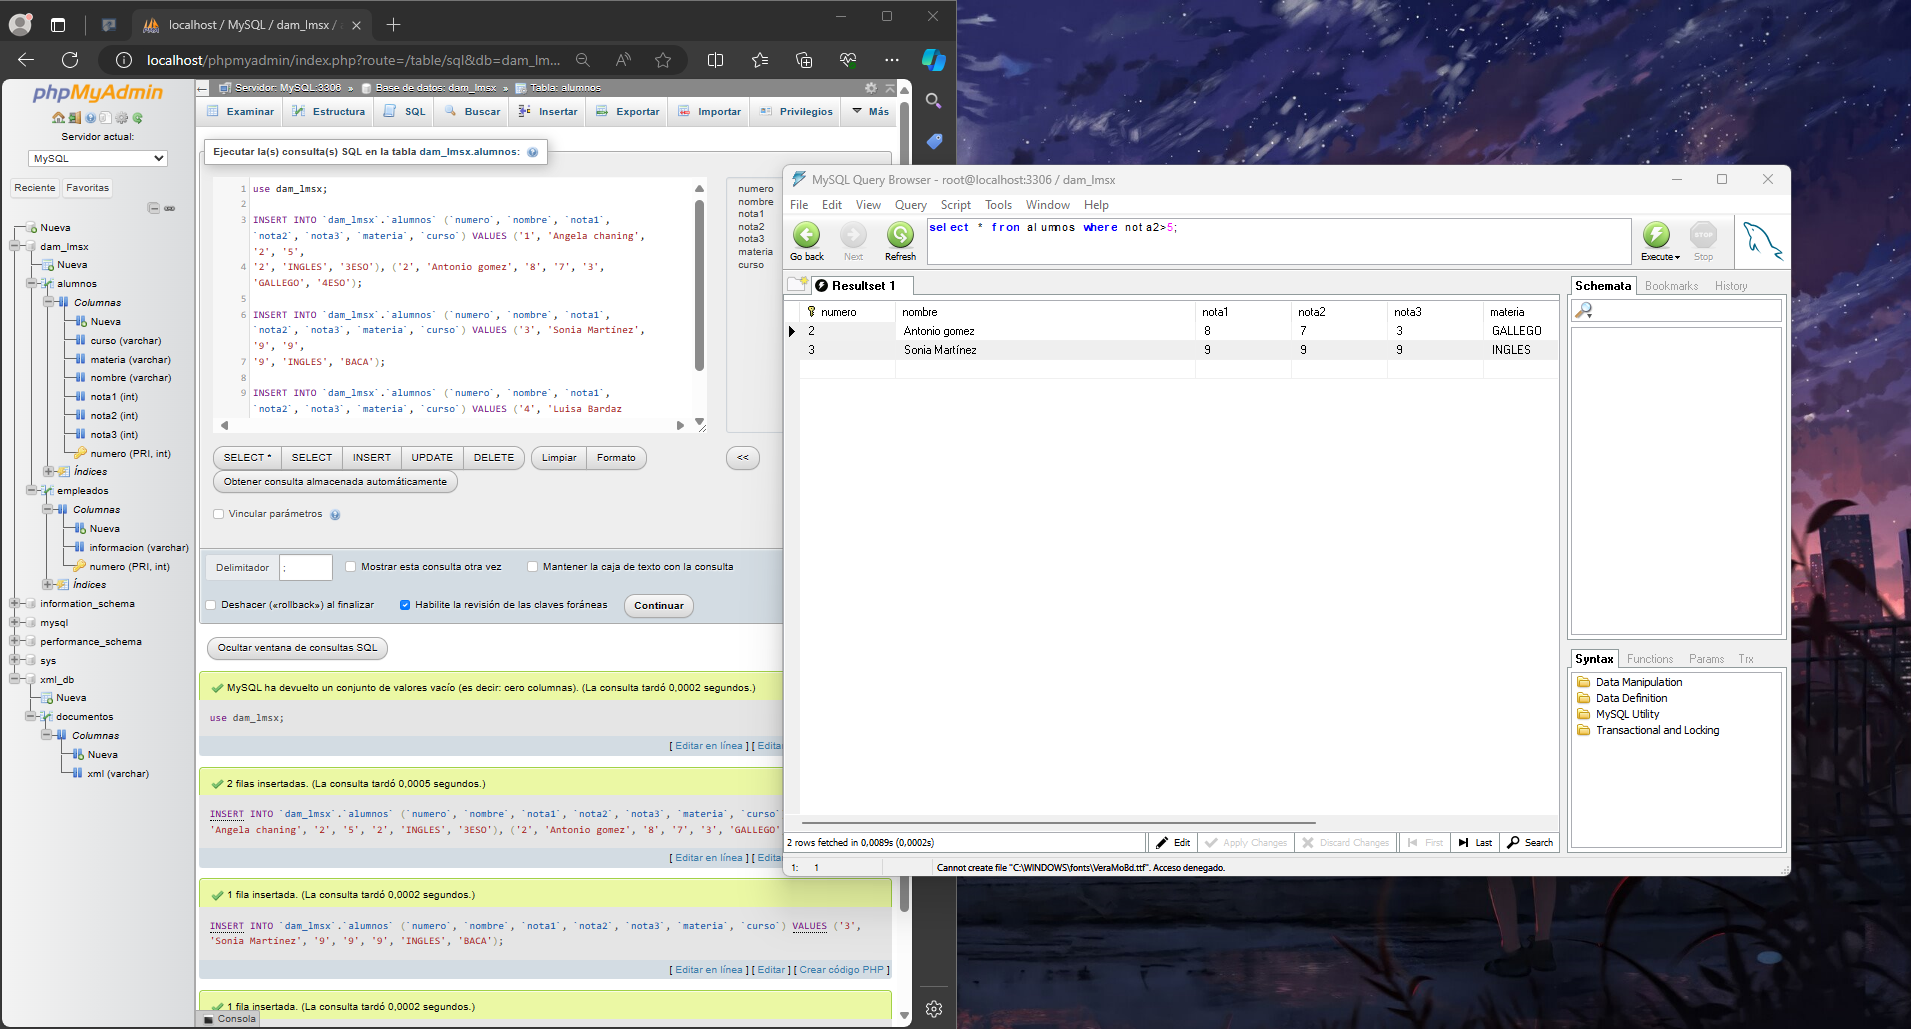 localhost / MySQL / dam_lmsx /
localhost/phpmyadmin/index.php?route=/table/sql&db=dam_lm...
phpMyAdmin
Servidor actual:
MySQL
Reciente
Favoritas
Nueva
dam_lmsx
Nueva
alumnos
Columnas
Nueva
curso (varchar)
materia (varchar)
nombre (varchar)
nota1 (int)
nota2 (int)
nota3 (int)
numero (PRI, int)
Índices
empleados
Columnas
Nueva
informacion (varchar)
numero (PRI, int)
Índices
information_schema
mysql
performance_schema
sys
xml_db
Nueva
documentos
Columnas
Nueva
xml (varchar)
Servidor: MySQL:3306 » Base de datos: dam_lmsx » Tabla: alumnos
Examinar Estructura SQL Buscar Insertar Exportar Importar Privilegios Más
Ejecutar la(s) consulta(s) SQL en la tabla dam_lmsx.alumnos:
1 use dam_lmsx;
2
3 INSERT INTO `dam_lmsx`.`alumnos` (`numero`, `nombre`, `nota1`,
`nota2`, `nota3`, `materia`, `curso`) VALUES ('1', 'Angela chaning',
'2', '5',
4 '2', 'INGLES', '3ESO'), ('2', 'Antonio gomez', '8', '7', '3',
'GALLEGO', '4ESO');
5
6 INSERT INTO `dam_lmsx`.`alumnos` (`numero`, `nombre`, `nota1`,
`nota2`, `nota3`, `materia`, `curso`) VALUES ('3', 'Sonia Martínez',
'9', '9',
7 '9', 'INGLES', 'BACA');
8
9 INSERT INTO `dam_lmsx`.`alumnos` (`numero`, `nombre`, `nota1`,
`nota2`, `nota3`, `materia`, `curso`) VALUES ('4', 'Luisa Bardaz
numero
nombre
nota1
nota2
nota3
materia
curso
SELECT * SELECT INSERT UPDATE DELETE Limpiar Formato <<
Obtener consulta almacenada automáticamente
Vincular parámetros
Delimitador ; Mostrar esta consulta otra vez Mantener la caja de texto con la consulta
Deshacer («rollback») al finalizar Habilite la revisión de las claves foráneas Continuar
Ocultar ventana de consultas SQL
MySQL ha devuelto un conjunto de valores vacío (es decir: cero columnas). (La consulta tardó 0,0002 segundos.)
use dam_lmsx;
[ Editar en línea ] [ Editar
2 filas insertadas. (La consulta tardó 0,0005 segundos.)
INSERT INTO `dam_lmsx`.`alumnos` (`numero`, `nombre`, `nota1`, `nota2`, `nota3`, `materia`, `curso`
'Angela chaning', '2', '5', '2', 'INGLES', '3ESO'), ('2', 'Antonio gomez', '8', '7', '3', 'GALLEGO'
[ Editar en línea ] [ Editar
1 fila insertada. (La consulta tardó 0,0002 segundos.)
INSERT INTO `dam_lmsx`.`alumnos` (`numero`, `nombre`, `nota1`, `nota2`, `nota3`, `materia`, `curso`) VALUES ('3',
'Sonia Martínez', '9', '9', '9', 'INGLES', 'BACA');
[ Editar en línea ] [ Editar ] [ Crear código PHP ]
1 fila insertada. (La consulta tardó 0,0002 segundos.)
Consola
MySQL Query Browser - root@localhost:3306 / dam_lmsx
File Edit View Query Script Tools Window Help
Go back Next Refresh
select * from alumnos where nota2>5;
Execute STOP Stop
Resultset 1
numero nombre nota1 nota2 nota3 materia
2 Antonio gomez 8 7 3 GALLEGO
3 Sonia Martínez 9 9 9 INGLES
Schemata Bookmarks History
Syntax Functions Params Trx
Data Manipulation
Data Definition
MySQL Utility
Transactional and Locking
2 rows fetched in 0,0089s (0,0002s)
Edit Apply Changes Discard Changes First Last Search
1: 1 Cannot create file "C:\WINDOWS\fonts\VeraMoBd.ttf". Acceso denegado.